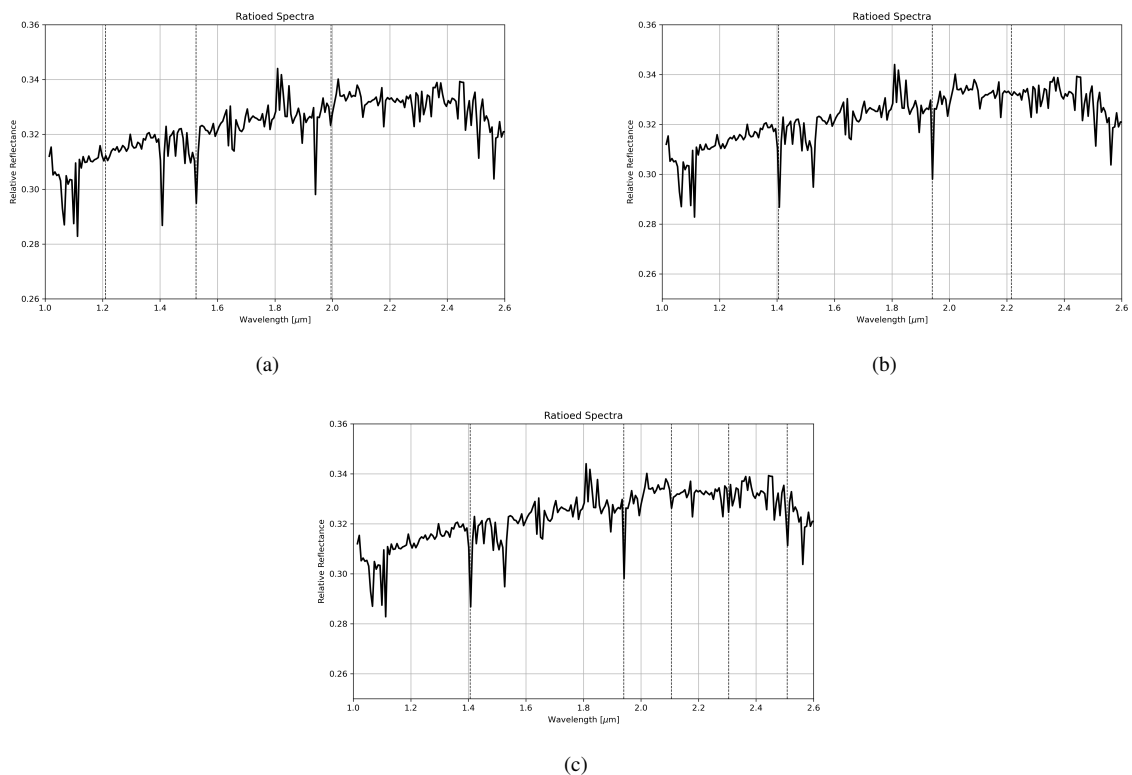 Ratioed Spectra
0.36
0.34
0.32
0.30
0.28
0.26
Relative Reflectance
1.0 1.2 1.4 1.6 1.8 2.0 2.2 2.4 2.6
Wavelength [μm]
(a)
Ratioed Spectra
0.36
0.34
0.32
0.30
0.28
0.26
Relative Reflectance
1.0 1.2 1.4 1.6 1.8 2.0 2.2 2.4 2.6
Wavelength [μm]
(b)
Ratioed Spectra
0.36
0.34
0.32
0.30
0.28
0.26
Relative Reflectance
1.0 1.2 1.4 1.6 1.8 2.0 2.2 2.4 2.6
Wavelength [μm]
(c)